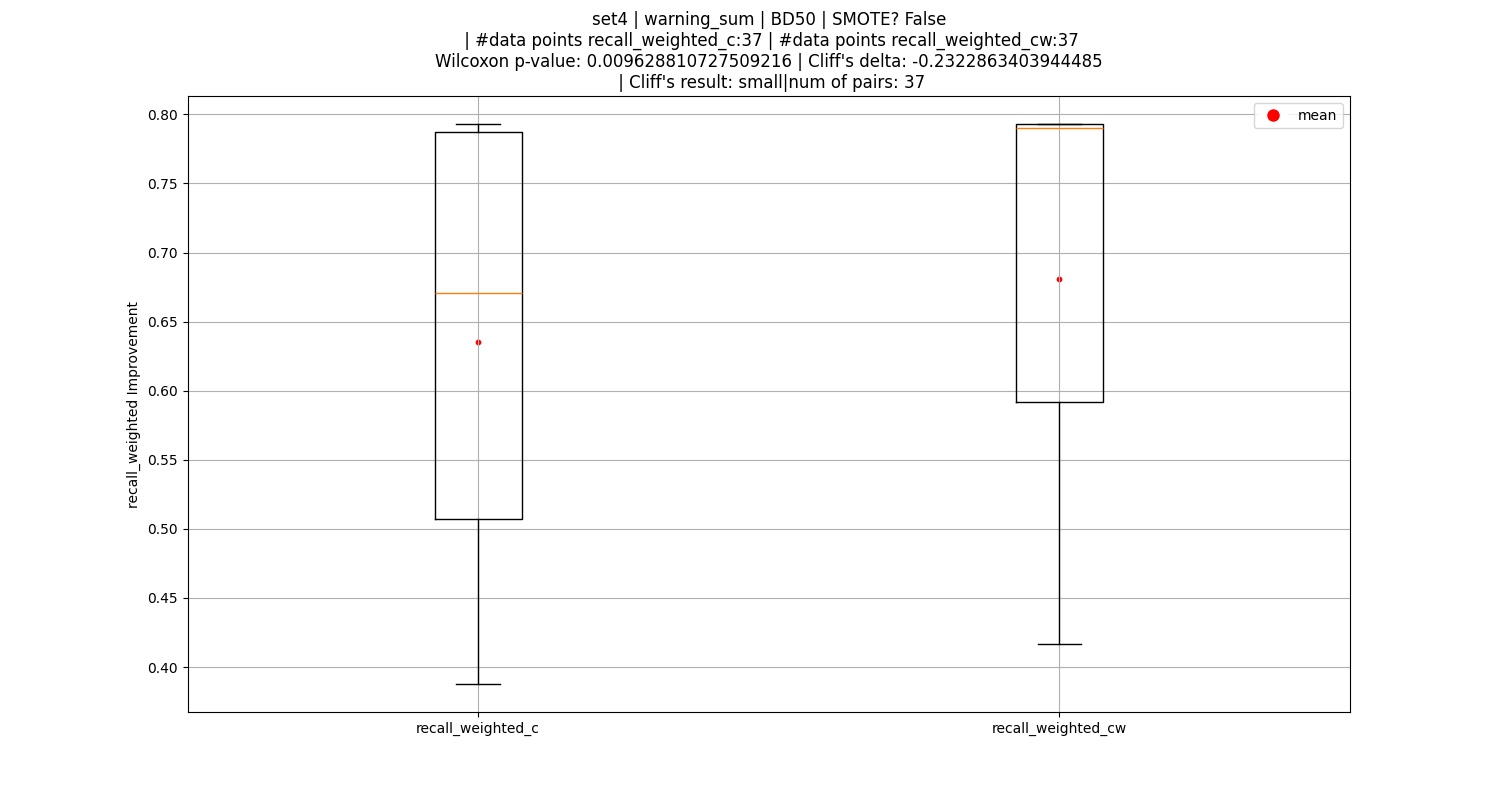 set4 | warning_sum | BD50 | SMOTE? False
| #data points recall_weighted_c:37 | #data points recall_weighted_cw:37
Wilcoxon p-value: 0.009628810727509216 | Cliff's delta: -0.2322863403944485
| Cliff's result: small|num of pairs: 37
mean
recall_weighted Improvement
0.80
0.75
0.70
0.65
0.60
0.55
0.50
0.45
0.40
recall_weighted_c
recall_weighted_cw